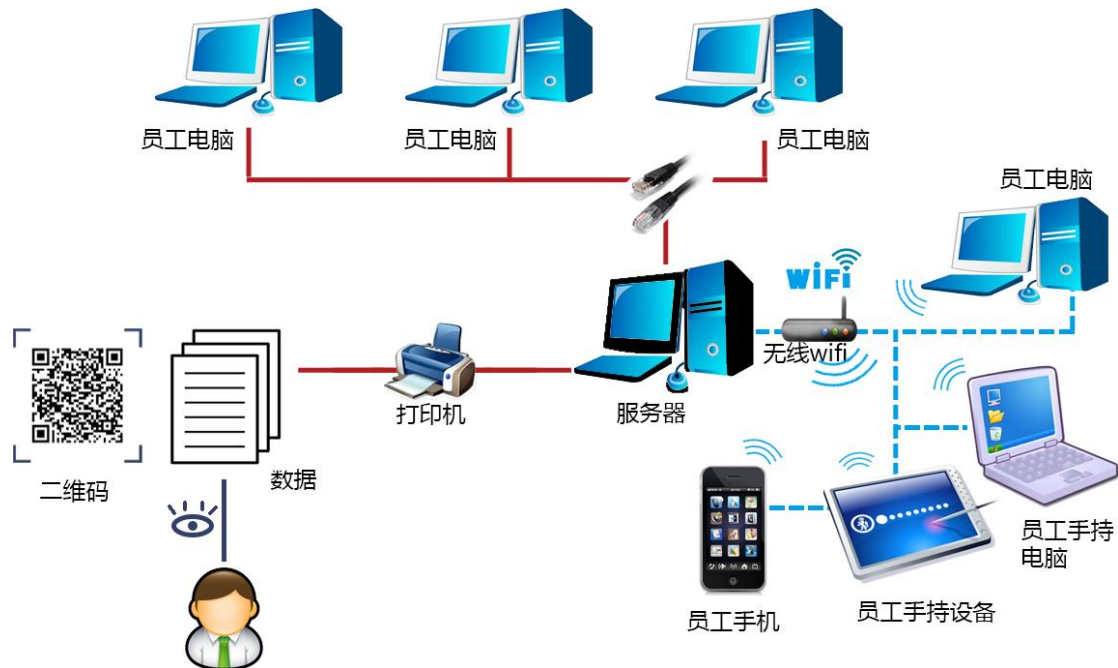 员工电脑
员工电脑
员工电脑
员工电脑
WiFi
无线wifi
打印机
服务器
二维码
数据
员工手持
电脑
员工手机
员工手持设备